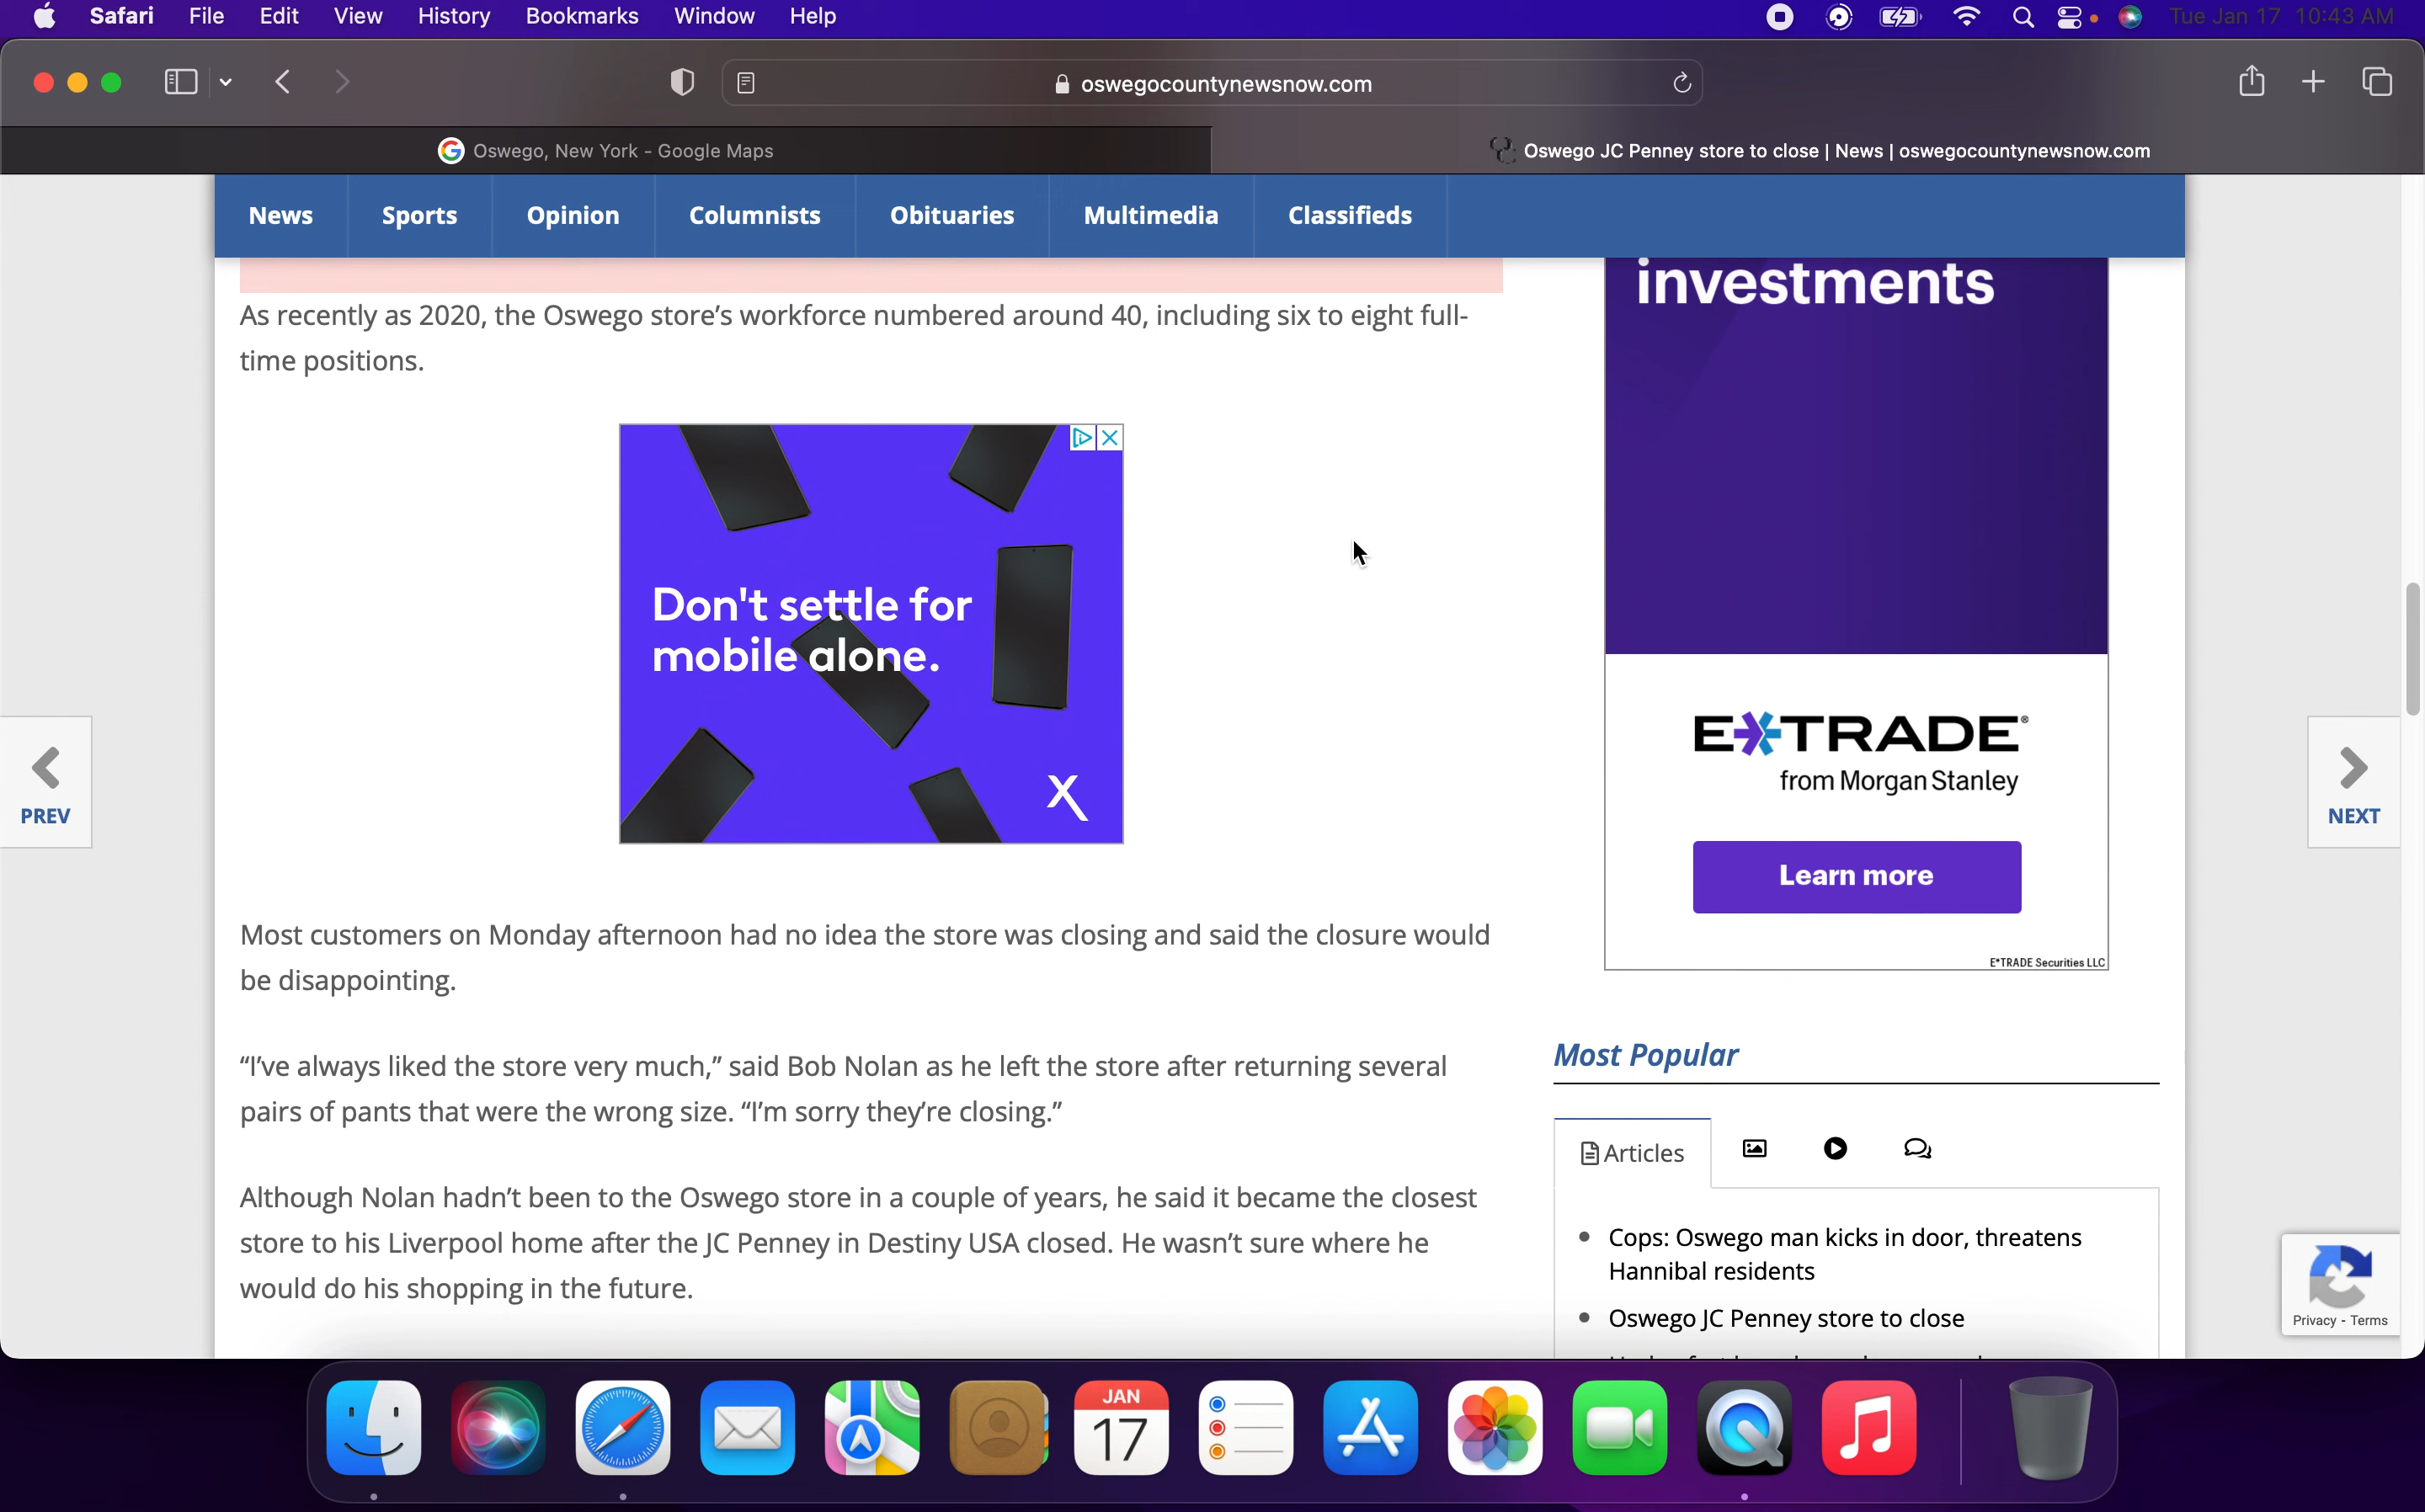 Safari File Edit View History Bookmarks Window Help Tue Jan 17 10:43 AM
oswegocountynewsnow.com
Oswego, New York - Google Maps
Oswego JC Penney store to close | News | oswegocountynewsnow.com
News Sports Opinion Columnists Obituaries Multimedia Classifieds
As recently as 2020, the Oswego store’s workforce numbered around 40, including six to eight full-
time positions.
Don't settle for
mobile alone.
Most customers on Monday afternoon had no idea the store was closing and said the closure would
be disappointing.
“I’ve always liked the store very much,” said Bob Nolan as he left the store after returning several
pairs of pants that were the wrong size. “I’m sorry they’re closing.”
Although Nolan hadn’t been to the Oswego store in a couple of years, he said it became the closest
store to his Liverpool home after the JC Penney in Destiny USA closed. He wasn’t sure where he
would do his shopping in the future.
PREV
NEXT
investments
E*TRADE®
from Morgan Stanley
Learn more
E*TRADE Securities LLC
Most Popular
Articles
Cops: Oswego man kicks in door, threatens
Hannibal residents
Oswego JC Penney store to close
Privacy - Terms
JAN
17